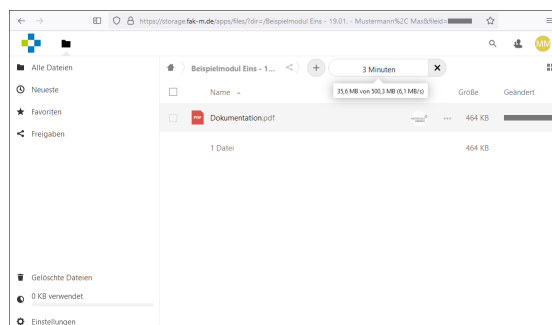 https://storage.fak-m.de/apps/files/?dir=/Beispielmodul Eins - 19.01. - Mustermann%2C Max&fileid=
MM
Alle Dateien
Beispielmodul Eins - 1...
3 Minuten
Neueste
Name
35,6 MB von 500,3 MB (6,1 MB/s)
Größe
Geändert
Favoriten
PDF
Dokumentation.pdf
464 KB
Freigaben
1 Datei
464 KB
Gelöschte Dateien
0 KB verwendet
Einstellungen